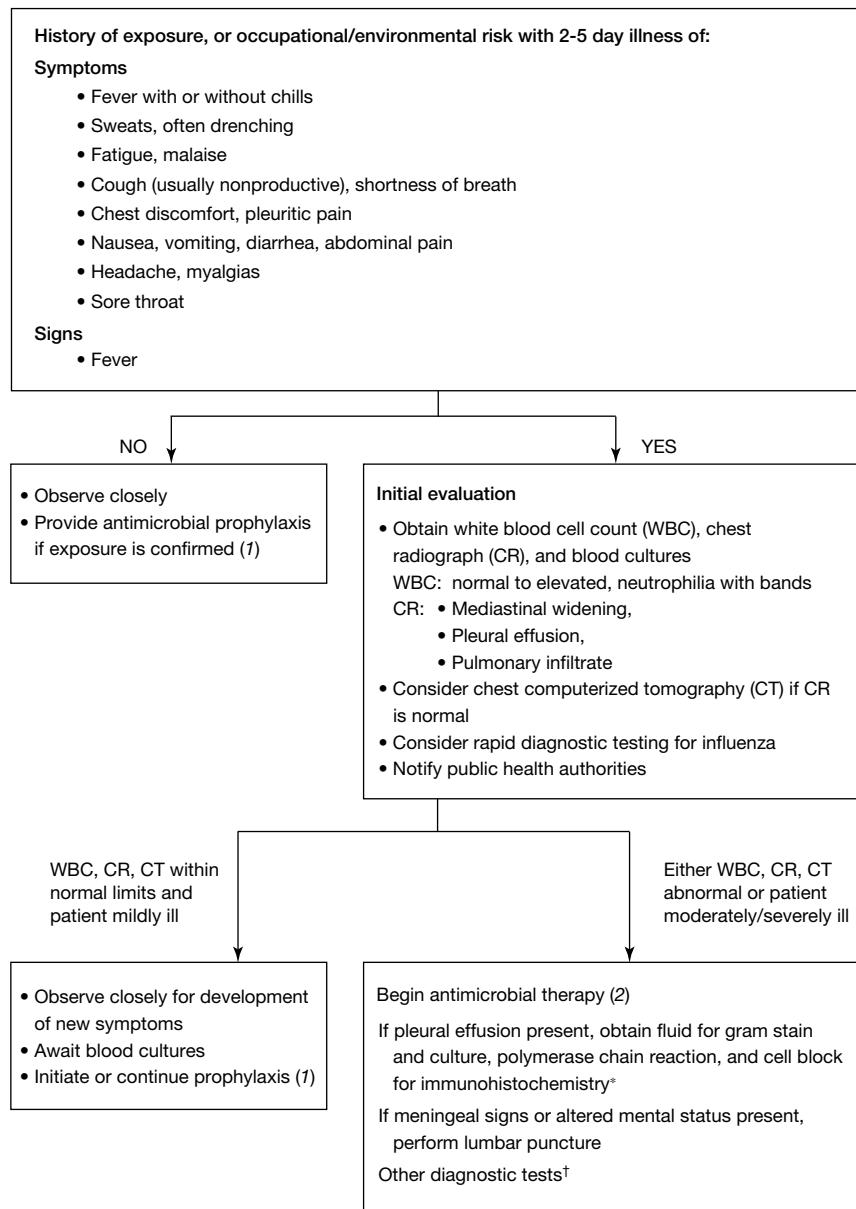 History of exposure, or occupational/environmental risk with 2-5 day illness of:
Symptoms
• Fever with or without chills
• Sweats, often drenching
• Fatigue, malaise
• Cough (usually nonproductive), shortness of breath
• Chest discomfort, pleuritic pain
• Nausea, vomiting, diarrhea, abdominal pain
• Headache, myalgias
• Sore throat
Signs
• Fever
NO
YES
• Observe closely
• Provide antimicrobial prophylaxis
if exposure is confirmed (1)
Initial evaluation
• Obtain white blood cell count (WBC), chest
radiograph (CR), and blood cultures
WBC: normal to elevated, neutrophilia with bands
CR: • Mediastinal widening,
• Pleural effusion,
• Pulmonary infiltrate
• Consider chest computerized tomography (CT) if CR
is normal
• Consider rapid diagnostic testing for influenza
• Notify public health authorities
WBC, CR, CT within
normal limits and
patient mildly ill
Either WBC, CR, CT
abnormal or patient
moderately/severely ill
• Observe closely for development
of new symptoms
• Await blood cultures
• Initiate or continue prophylaxis (1)
Begin antimicrobial therapy (2)
If pleural effusion present, obtain fluid for gram stain
and culture, polymerase chain reaction, and cell block
for immunohistochemistry*
If meningeal signs or altered mental status present,
perform lumbar puncture
Other diagnostic tests†